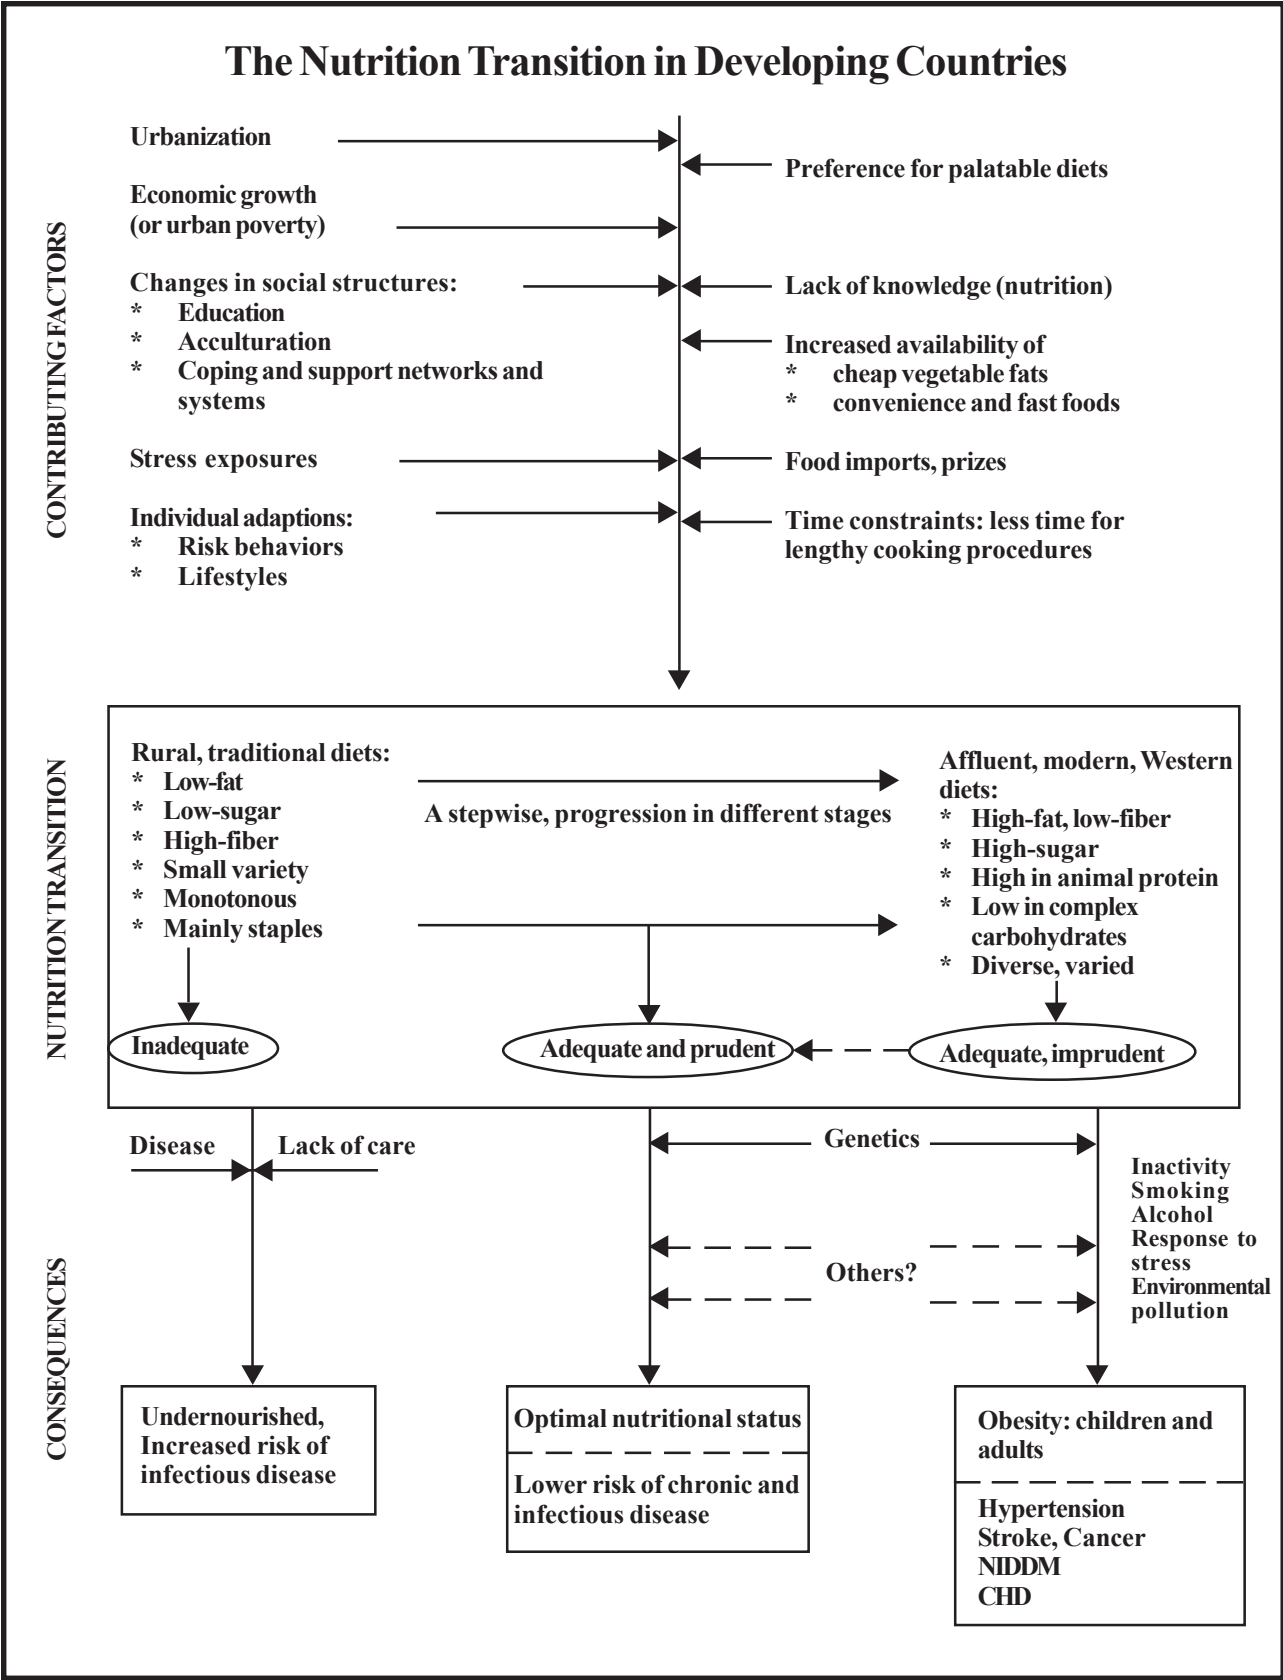 The Nutrition Transition in Developing Countries
CONTRIBUTING FACTORS
Urbanization
Economic growth
(or urban poverty)
Changes in social structures:
* Education
* Acculturation
* Coping and support networks and
systems
Stress exposures
Individual adaptions:
* Risk behaviors
* Lifestyles
Preference for palatable diets
Lack of knowledge (nutrition)
Increased availability of
* cheap vegetable fats
* convenience and fast foods
Food imports, prizes
Time constraints: less time for
lengthy cooking procedures
NUTRITION TRANSITION
Rural, traditional diets:
* Low-fat
* Low-sugar
* High-fiber
* Small variety
* Monotonous
* Mainly staples
A stepwise, progression in different stages
Affluent, modern, Western
diets:
* High-fat, low-fiber
* High-sugar
* High in animal protein
* Low in complex
carbohydrates
* Diverse, varied
Inadequate
Adequate and prudent
Adequate, imprudent
CONSEQUENCES
Disease
Lack of care
Genetics
Others?
Inactivity
Smoking
Alcohol
Response to
stress
Environmental
pollution
Undernourished,
Increased risk of
infectious disease
Optimal nutritional status
Lower risk of chronic and
infectious disease
Obesity: children and
adults
Hypertension
Stroke, Cancer
NIDDM
CHD